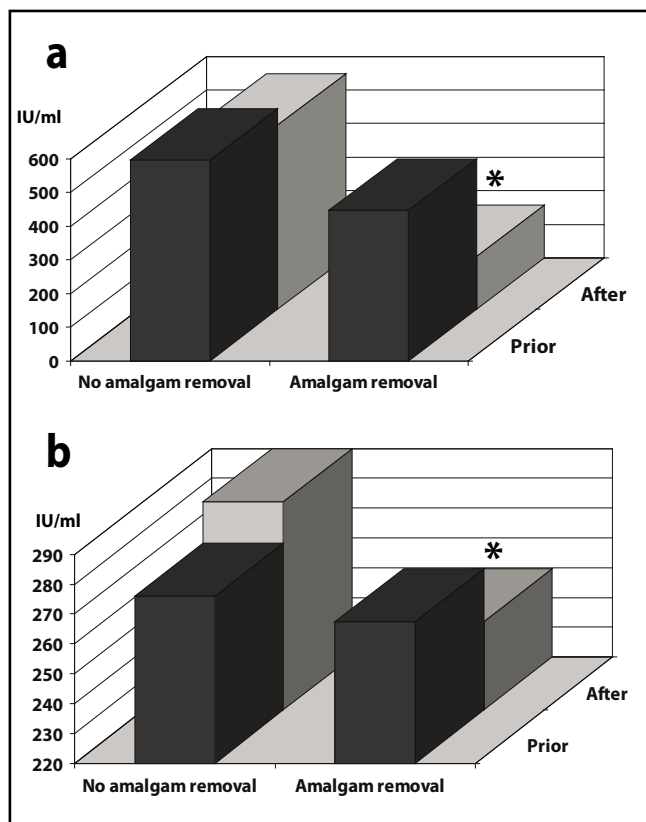 a
IU/ml
600
500
400
300
200
100
0
*
After
Prior
No amalgam removal Amalgam removal
b
IU/ml
290
280
270
260
250
240
230
220
*
After
Prior
No amalgam removal Amalgam removal